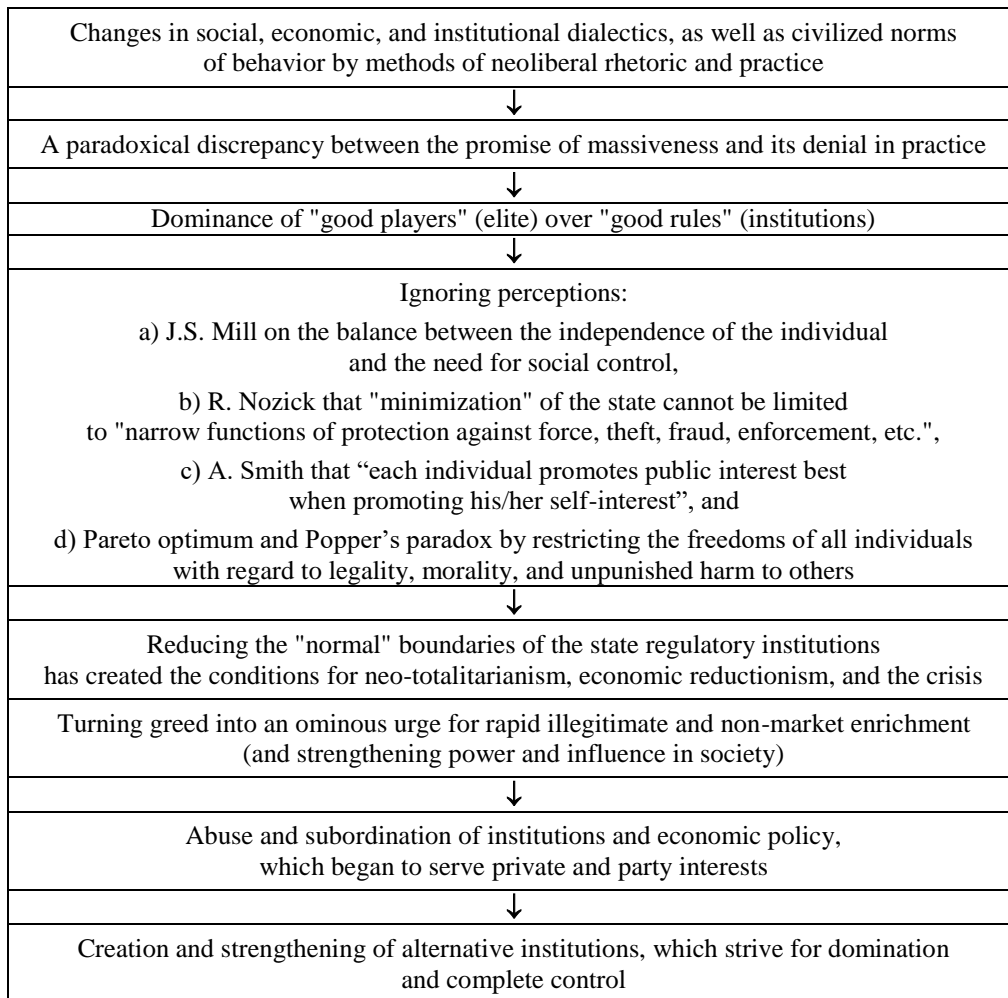 Changes in social, economic, and institutional dialectics, as well as civilized norms
of behavior by methods of neoliberal rhetoric and practice
↓
A paradoxical discrepancy between the promise of massiveness and its denial in practice
↓
Dominance of "good players" (elite) over "good rules" (institutions)
↓
Ignoring perceptions:
a) J.S. Mill on the balance between the independence of the individual
and the need for social control,
b) R. Nozick that "minimization" of the state cannot be limited
to "narrow functions of protection against force, theft, fraud, enforcement, etc.",
c) A. Smith that “each individual promotes public interest best
when promoting his/her self-interest”, and
d) Pareto optimum and Popper’s paradox by restricting the freedoms of all individuals
with regard to legality, morality, and unpunished harm to others
↓
Reducing the "normal" boundaries of the state regulatory institutions
has created the conditions for neo-totalitarianism, economic reductionism, and the crisis
Turning greed into an ominous urge for rapid illegitimate and non-market enrichment
(and strengthening power and influence in society)
↓
Abuse and subordination of institutions and economic policy,
which began to serve private and party interests
↓
Creation and strengthening of alternative institutions, which strive for domination
and complete control